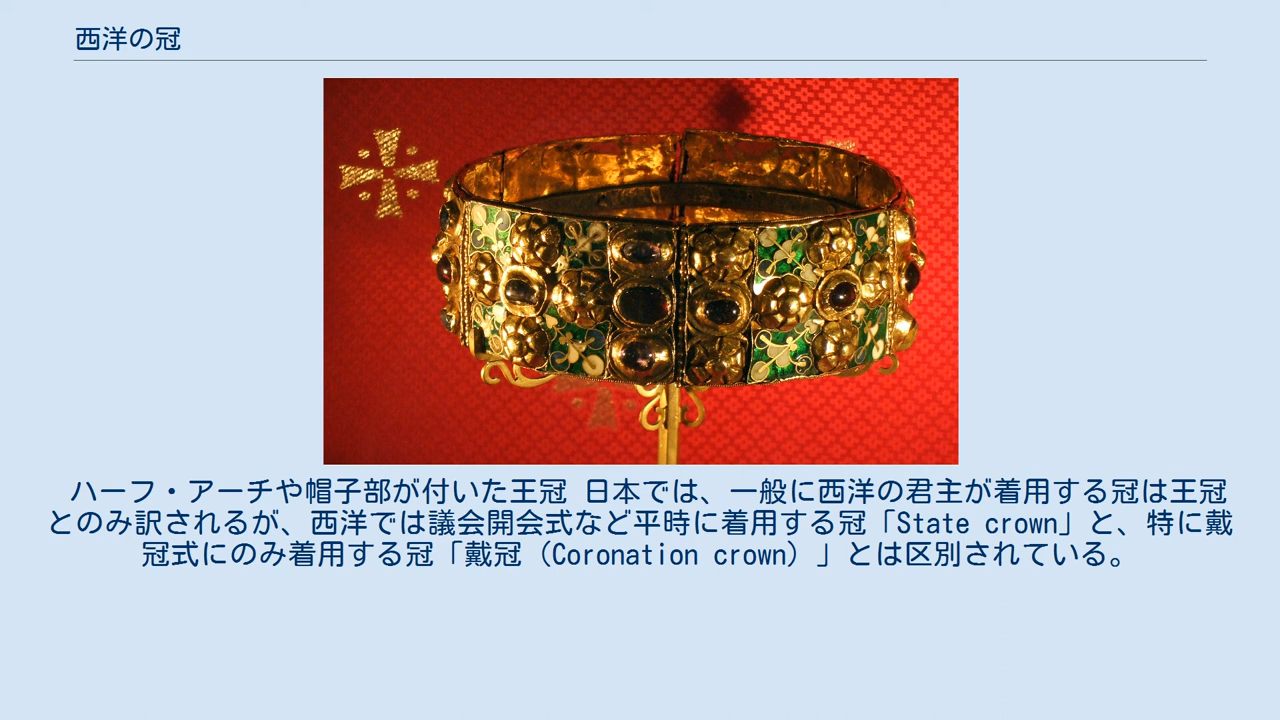 西洋の冠
ハーフ・アーチや帽子部が付いた王冠 日本では、一般に西洋の君主が着用する冠は王冠
とのみ訳されるが、西洋では議会開会式など平時に着用する冠「State crown」と、特に戴
冠式にのみ着用する冠「戴冠（Coronation crown）」とは区別されている。